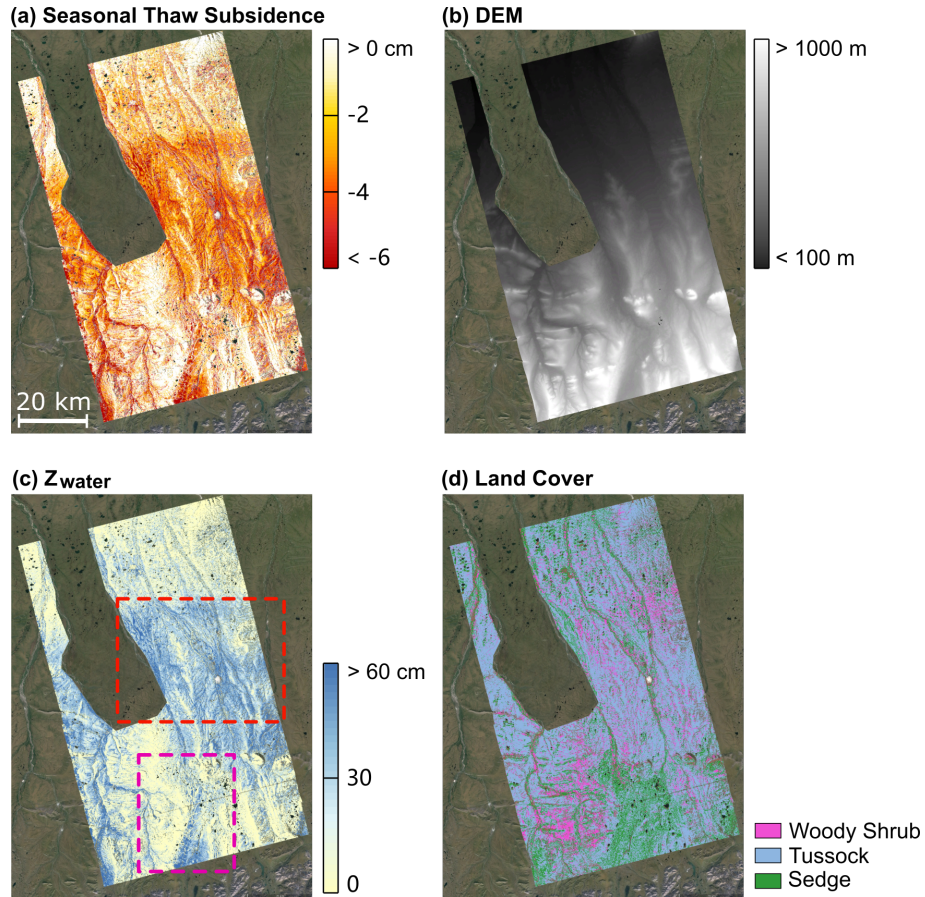 (a) Seasonal Thaw Subsidence
> 0 cm
-2
-4
< -6
20 km
(b) DEM
> 1000 m
< 100 m
(c) Zwater
> 60 cm
30
0
(d) Land Cover
Woody Shrub
Tussock
Sedge